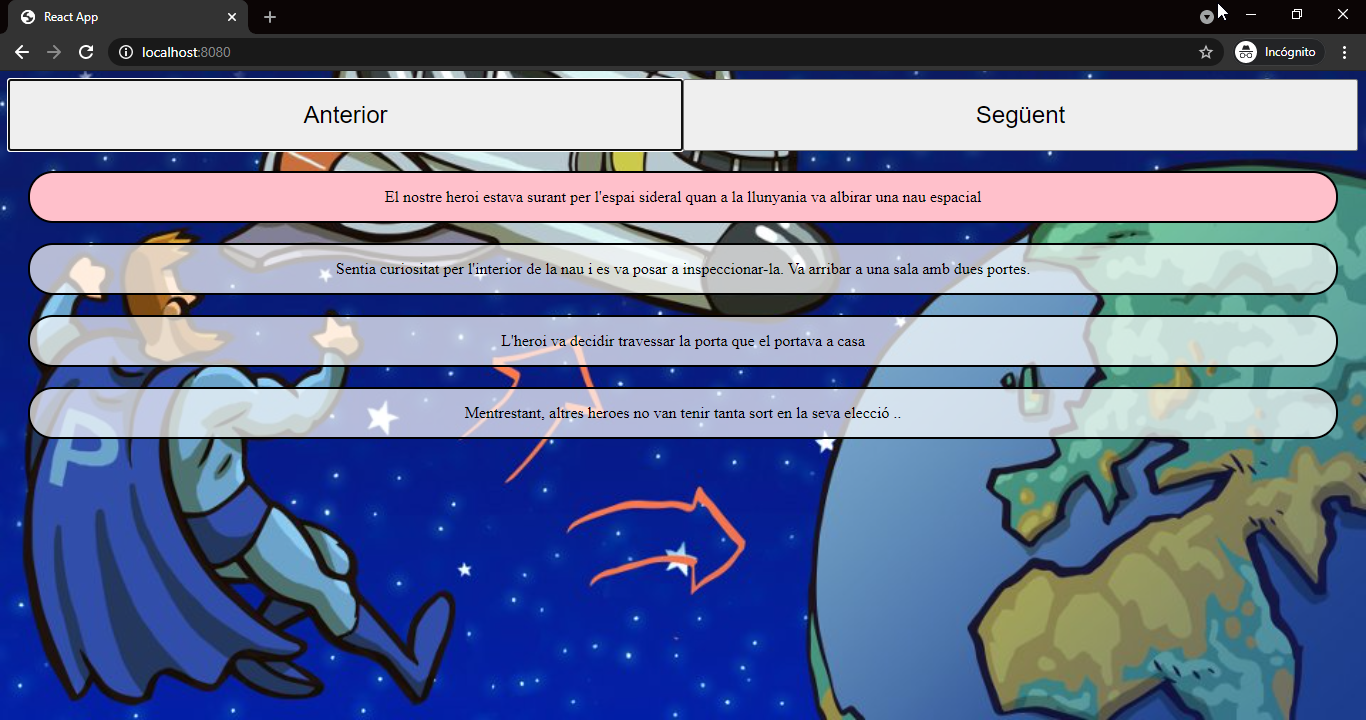 React App
localhost:8080
Incógnito
Anterior
Següent
El nostre heroi estava surant per l'espai sideral quan a la llunyania va albirar una nau espacial
Sentia curiositat per l'interior de la nau i es va posar a inspeccionar-la. Va arribar a una sala amb dues portes.
L'heroi va decidir travessar la porta que el portava a casa
Mentrestant, altres heroes no van tenir tanta sort en la seva elecció ..
P